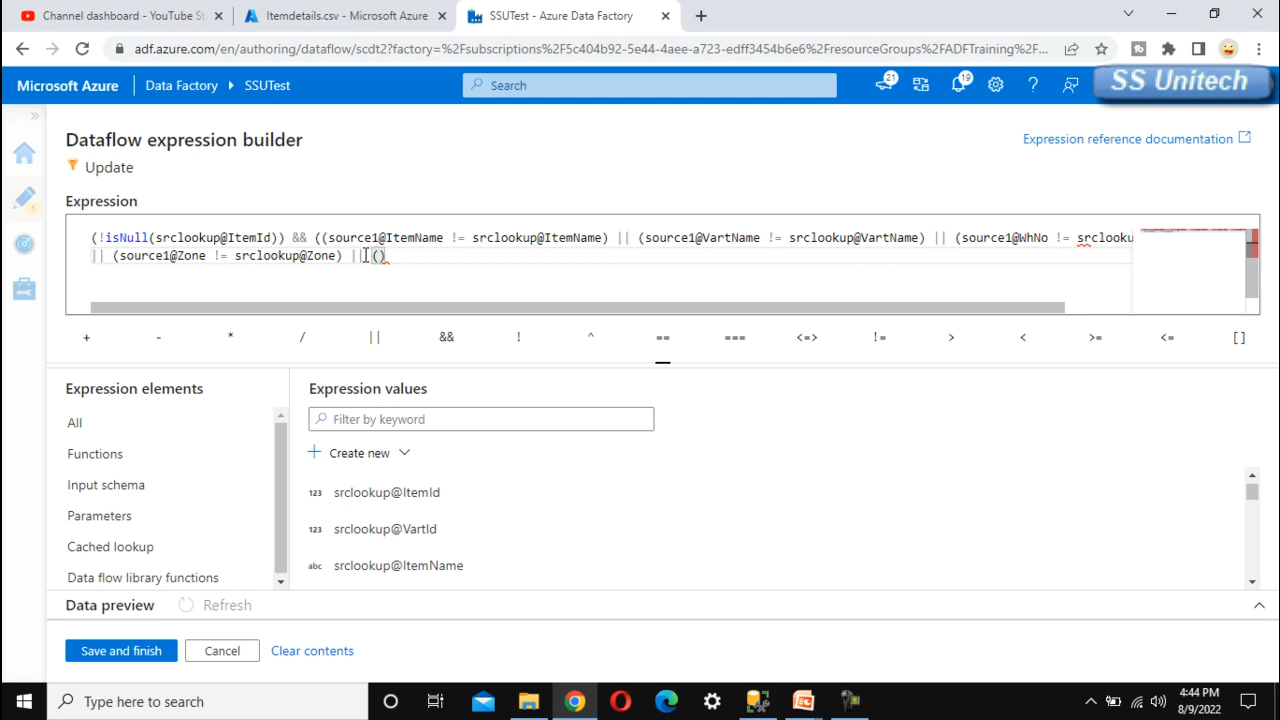 Channel dashboard - YouTube St
Itemdetails.csv - Microsoft Azure
SSUTest - Azure Data Factory
adf.azure.com/en/authoring/dataflow/scdt2?factory=%2Fsubscriptions%2F5c404b92-5e44-4aee-a723-edff3454b6e6%2FresourceGroups%2FADFTraining%2F...
Microsoft Azure
Data Factory
SSUTest
Search
21
19
SS Unitech
Dataflow expression builder
Expression reference documentation
Update
Expression
(!isNull(srclookup@ItemId)) && ((source1@ItemName != srclookup@ItemName) || (source1@VartName != srclookup@VartName) || (source1@WhNo != srclooku
|| (source1@Zone != srclookup@Zone) || ()
+ - * / || && ! ^ == === <=> != > < >= <= []
Expression elements
Expression values
All
Functions
Input schema
Parameters
Cached lookup
Data flow library functions
Filter by keyword
Create new
123 srclookup@ItemId
123 srclookup@VartId
abc srclookup@ItemName
Data preview
Refresh
Save and finish
Cancel
Clear contents
Type here to search
4:44 PM
8/9/2022